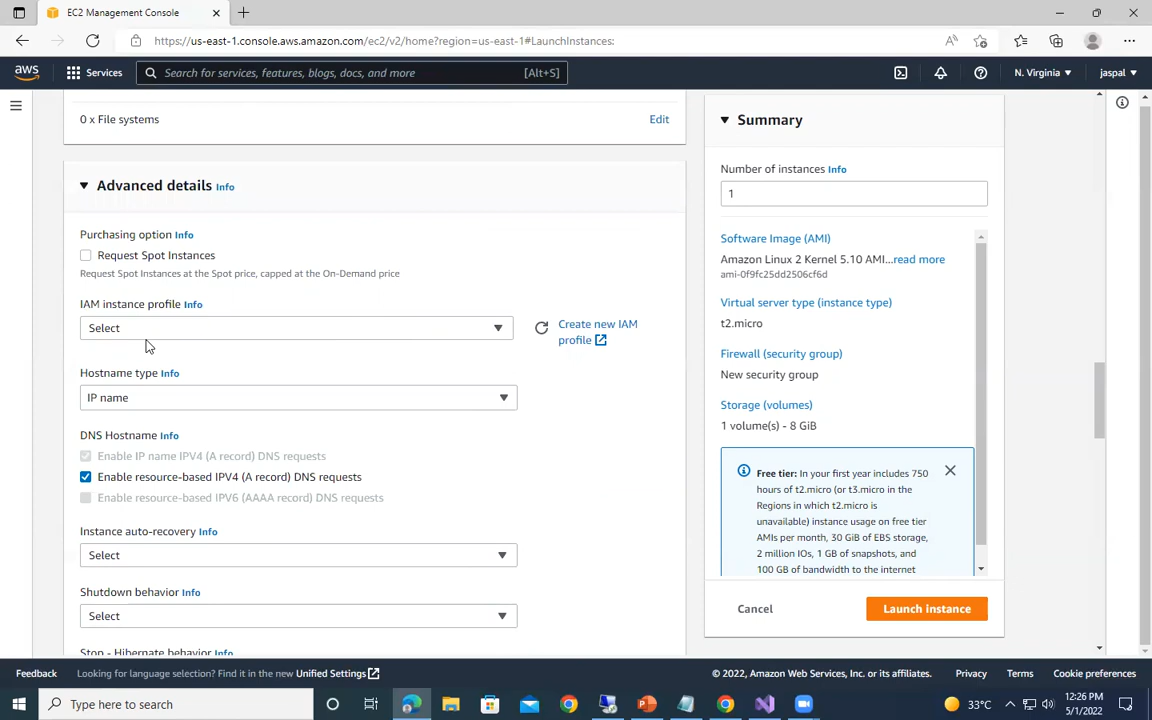 EC2 Management Console
https://us-east-1.console.aws.amazon.com/ec2/v2/home?region=us-east-1#LaunchInstances:
aws
Services
Search for services, features, blogs, docs, and more
[Alt+S]
N. Virginia
jaspal
0 x File systems
Edit
Advanced details Info
Purchasing option Info
Request Spot Instances
Request Spot Instances at the Spot price, capped at the On-Demand price
IAM instance profile Info
Select
Create new IAM
profile
Hostname type Info
IP name
DNS Hostname Info
Enable IP name IPV4 (A record) DNS requests
Enable resource-based IPV4 (A record) DNS requests
Enable resource-based IPV6 (AAAA record) DNS requests
Instance auto-recovery Info
Select
Shutdown behavior Info
Select
Stop - Hibernate behavior Info
Summary
Number of instances Info
1
Software Image (AMI)
Amazon Linux 2 Kernel 5.10 AMI...read more
ami-0f9fc25dd2506cf6d
Virtual server type (instance type)
t2.micro
Firewall (security group)
New security group
Storage (volumes)
1 volume(s) - 8 GiB
Free tier: In your first year includes 750
hours of t2.micro (or t3.micro in the
Regions in which t2.micro is
unavailable) instance usage on free tier
AMIs per month, 30 GiB of EBS storage,
2 million IOs, 1 GB of snapshots, and
100 GB of bandwidth to the internet
Cancel
Launch instance
Feedback
Looking for language selection? Find it in the new Unified Settings
© 2022, Amazon Web Services, Inc. or its affiliates.
Privacy
Terms
Cookie preferences
Type here to search
33°C
12:26 PM
5/1/2022